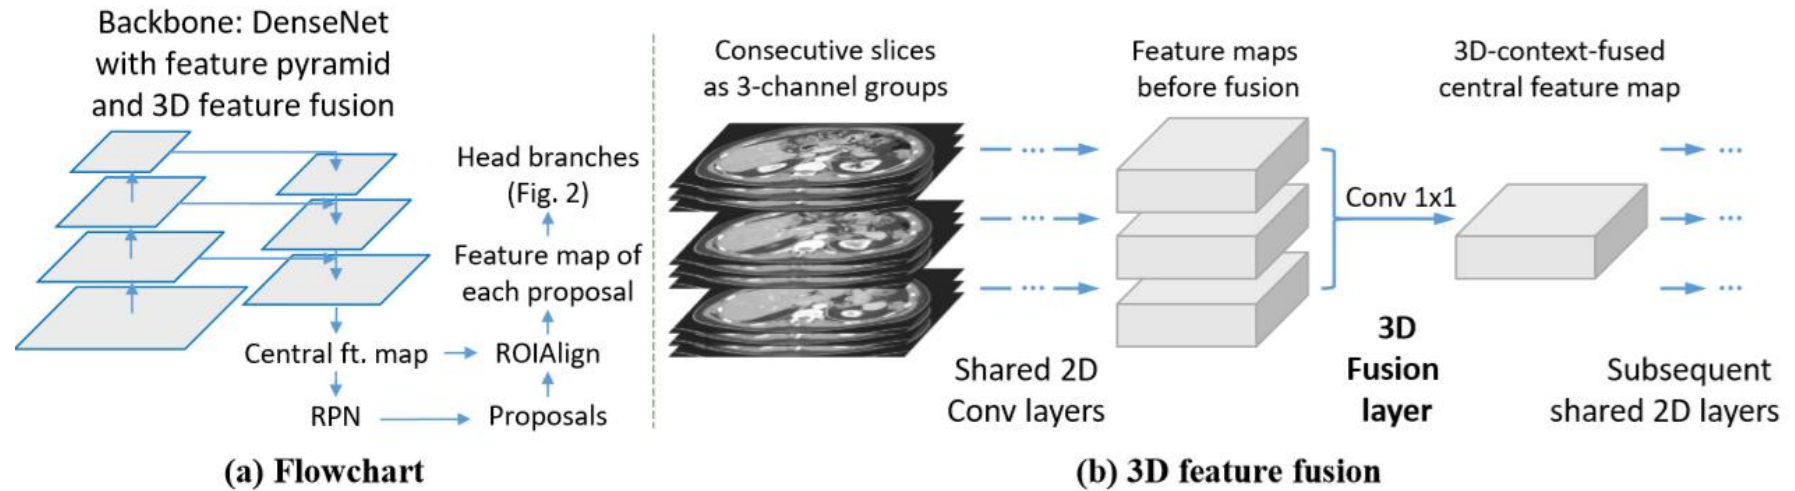 Backbone: DenseNet
with feature pyramid
and 3D feature fusion
Head branches
(Fig. 2)
Feature map of
each proposal
Central ft. map
ROIAlign
RPN
Proposals
(a) Flowchart
Consecutive slices
as 3-channel groups
Feature maps
before fusion
3D-context-fused
central feature map
...
...
...
Conv 1x1
...
...
...
Shared 2D
Conv layers
3D
Fusion
layer
Subsequent
shared 2D layers
(b) 3D feature fusion